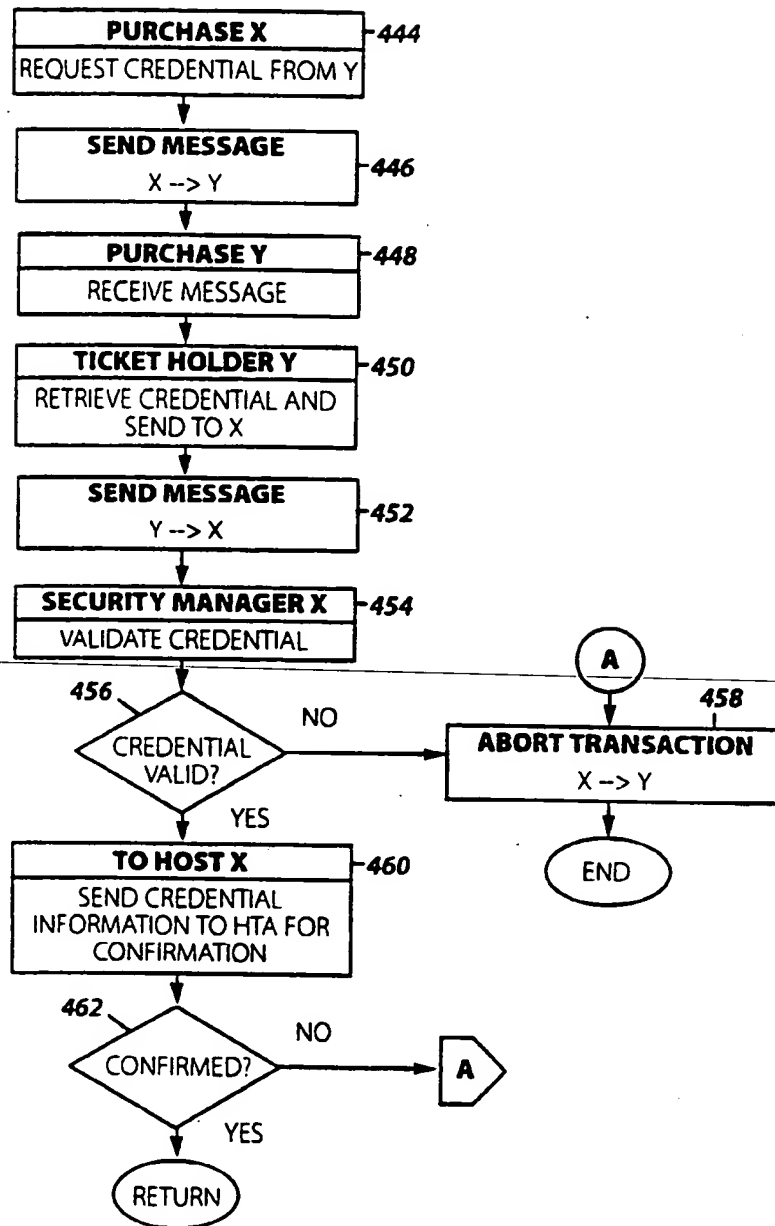 PURCHASE X
444
REQUEST CREDENTIAL FROM Y
SEND MESSAGE
446
X --> Y
PURCHASE Y
448
RECEIVE MESSAGE
TICKET HOLDER Y
450
RETRIEVE CREDENTIAL AND
SEND TO X
SEND MESSAGE
452
Y --> X
SECURITY MANAGER X
454
VALIDATE CREDENTIAL
A
456
CREDENTIAL
VALID?
NO
YES
458
ABORT TRANSACTION
X --> Y
END
TO HOST X
460
SEND CREDENTIAL
INFORMATION TO HTA FOR
CONFIRMATION
462
CONFIRMED?
NO
A
YES
RETURN